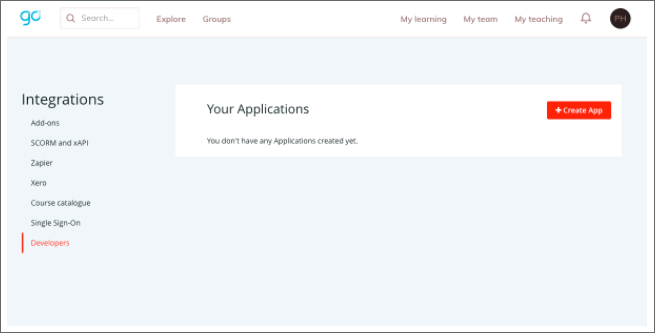 go
Search...
Explore
Groups
My learning
My team
My teaching
PH
Integrations
Add-ons
SCORM and xAPI
Zapier
Xero
Course catalogue
Single Sign-On
Developers
Your Applications
+ Create App
You don't have any Applications created yet.